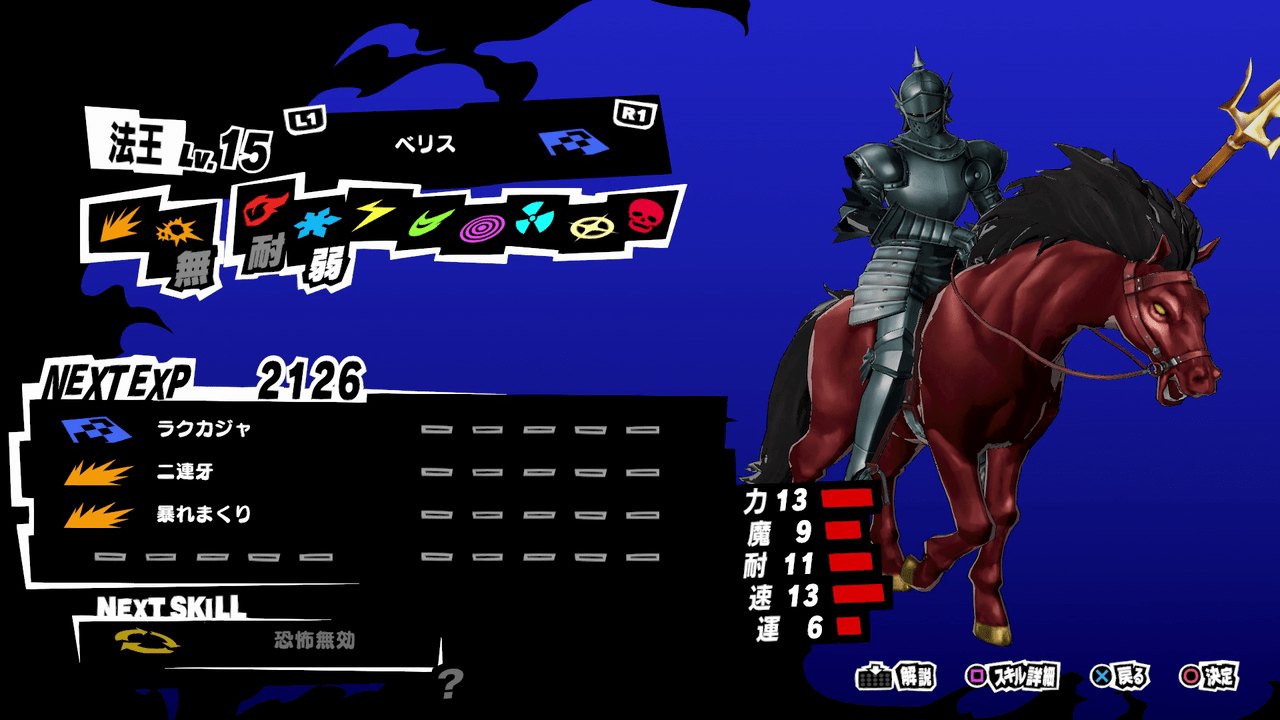 法王 Lv.15 L1 ベリス R1
無 耐 弱
NEXT EXP 2126
ラクカジャ
二連牙
暴れまくり
NEXT SKILL
恐怖無効
?
力 13
魔 9
耐 11
速 13
運 6
解説 スキル詳細 戻る 決定